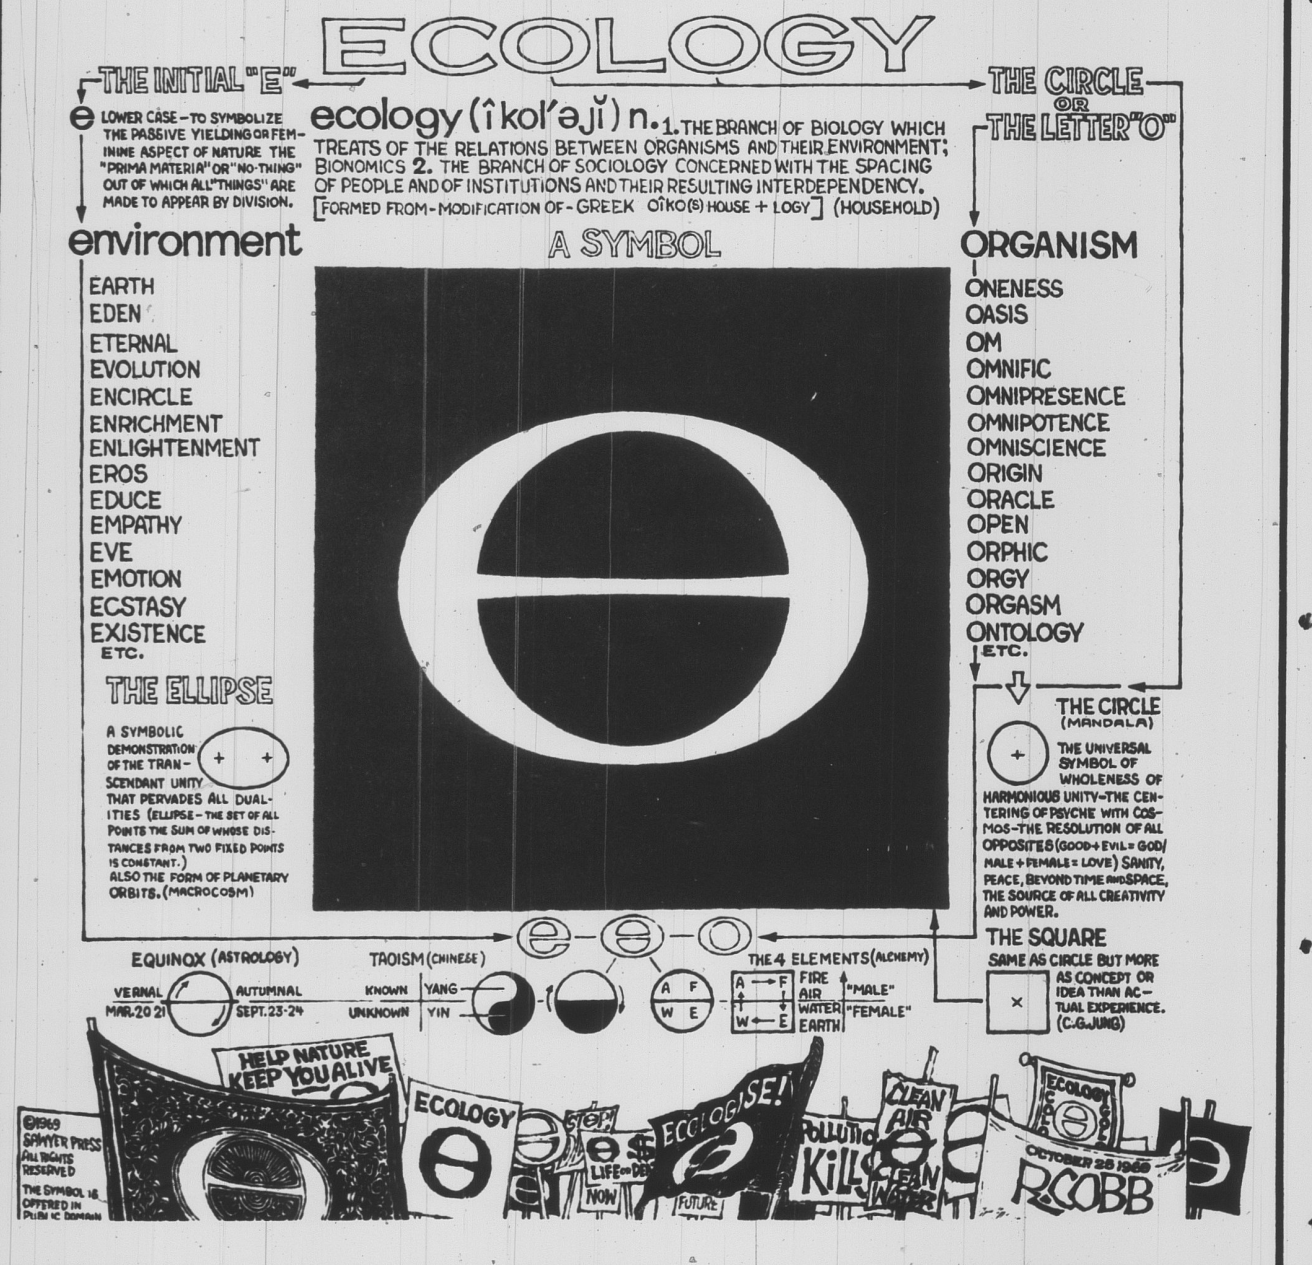 ECOLOGY
THE INITIAL "E"
e LOWER CASE – TO SYMBOLIZE
THE PASSIVE YIELDING OR FEM-
ININE ASPECT OF NATURE THE
"PRIMA MATERIA" OR "NO-THING"
OUT OF WHICH ALL "THINGS" ARE
MADE TO APPEAR BY DIVISION.
environment
EARTH
EDEN
ETERNAL
EVOLUTION
ENCIRCLE
ENRICHMENT
ENLIGHTENMENT
EROS
EDUCE
EMPATHY
EVE
EMOTION
ECSTASY
EXISTENCE
ETC.
THE ELLIPSE
A SYMBOLIC
DEMONSTRATION
OF THE TRAN-
SCENDANT UNITY
THAT PERVADES ALL DUAL-
ITIES (ELLIPSE – THE SET OF ALL
POINTS THE SUM OF WHOSE DIS-
TANCES FROM TWO FIXED POINTS
IS CONSTANT.)
ALSO THE FORM OF PLANETARY
ORBITS. (MACROCOSM)
ecology (î kol′əjĭ) n. 1. THE BRANCH OF BIOLOGY WHICH
TREATS OF THE RELATIONS BETWEEN ORGANISMS AND THEIR ENVIRONMENT;
BIONOMICS 2. THE BRANCH OF SOCIOLOGY CONCERNED WITH THE SPACING
OF PEOPLE AND OF INSTITUTIONS AND THEIR RESULTING INTERDEPENDENCY.
[FORMED FROM - MODIFICATION OF - GREEK OîKO(S) HOUSE + LOGY] (HOUSEHOLD)
A SYMBOL
THE CIRCLE
OR
THE LETTER "O"
ORGANISM
ONENESS
OASIS
OM
OMNIFIC
OMNIPRESENCE
OMNIPOTENCE
OMNISCIENCE
ORIGIN
ORACLE
OPEN
ORPHIC
ORGY
ORGASM
ONTOLOGY
ETC.
THE CIRCLE
(MANDALA)
THE UNIVERSAL
SYMBOL OF
WHOLENESS OF
HARMONIOUS UNITY – THE CEN-
TERING OF PSYCHE WITH COS-
MOS – THE RESOLUTION OF ALL
OPPOSITES (GOOD + EVIL = GOD/
MALE + FEMALE = LOVE) SANITY,
PEACE, BEYOND TIME AND SPACE,
THE SOURCE OF ALL CREATIVITY
AND POWER.
THE SQUARE
SAME AS CIRCLE BUT MORE
AS CONCEPT OR
IDEA THAN AC-
TUAL EXPERIENCE.
(C.G. JUNG)
e O
EQUINOX (ASTROLOGY)
VERNAL
MAR. 20 21
AUTUMNAL
SEPT. 23-24
TAOISM (CHINESE)
KNOWN YANG
UNKNOWN YIN
A F
W E
THE 4 ELEMENTS (ALCHEMY)
A F
W E
FIRE
AIR
WATER
EARTH
"MALE"
"FEMALE"
©1969
SAWYER PRESS
ALL RIGHTS
RESERVED
THE SYMBOL IS
OFFERED IN
PUBLIC DOMAIN
HELP NATURE
KEEP YOU ALIVE
ECOLOGY
STOP!
LIFE OR
NOW
$
ECOLOGISE!
FUTURE
POLLUTIO
KILLS
CLEAN
AIR
CLEAN
WATER
ECOLOGY
OCTOBER 25 1969
R. COBB